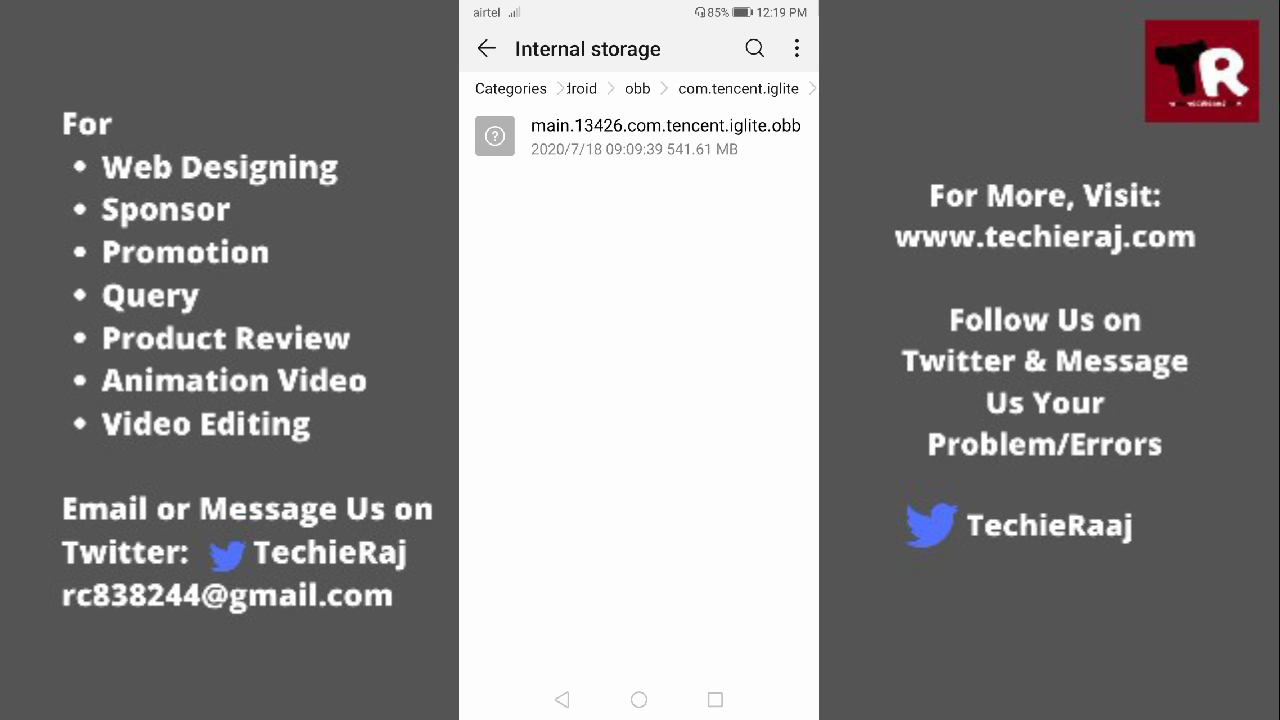 For
• Web Designing
• Sponsor
• Promotion
• Query
• Product Review
• Animation Video
• Video Editing
Email or Message Us on
Twitter: TechieRaj
rc838244@gmail.com
airtel 85% 12:19 PM
Internal storage
Categories droid obb com.tencent.iglite
main.13426.com.tencent.iglite.obb
2020/7/18 09:09:39 541.61 MB
TR
For More, Visit:
www.techieraj.com
Follow Us on
Twitter & Message
Us Your
Problem/Errors
TechieRaaj